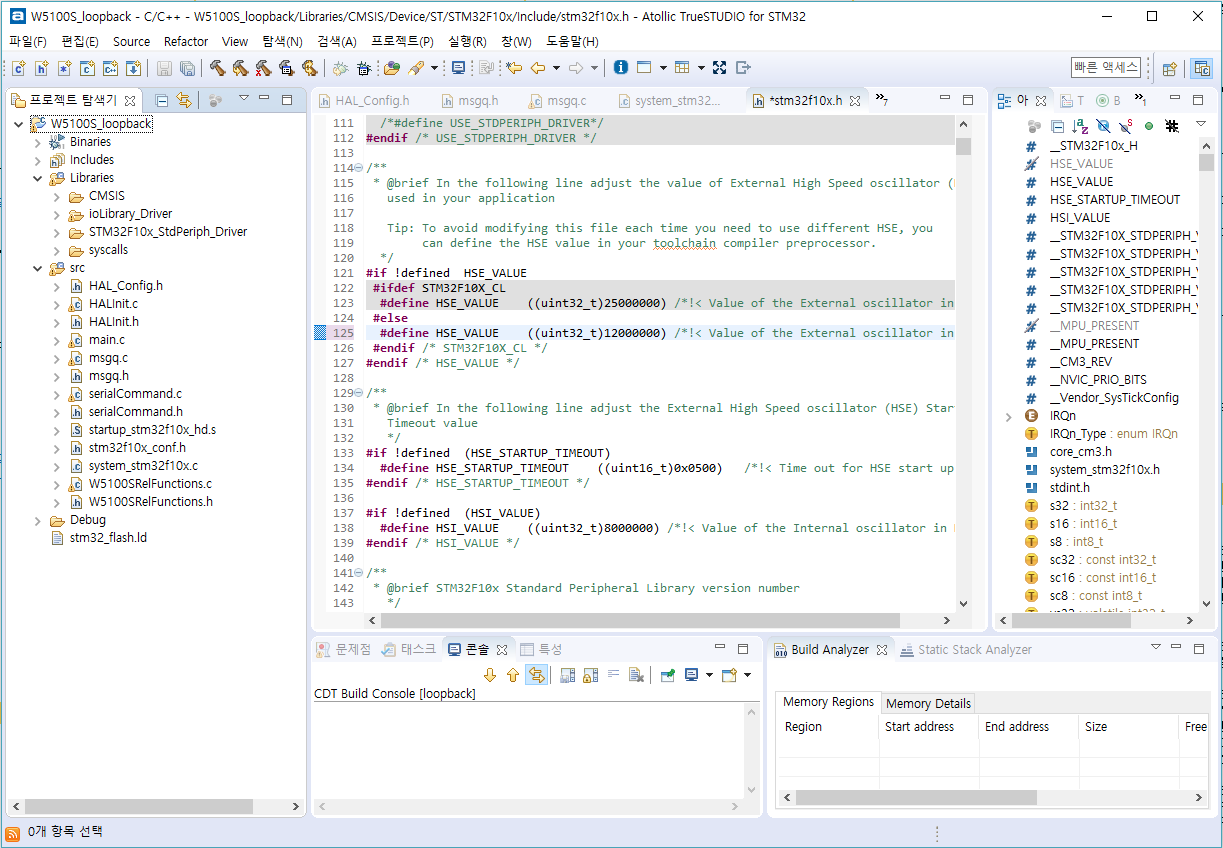 W5100S_loopback - C/C++ - W5100S_loopback/Libraries/CMSIS/Device/ST/STM32F10x/Include/stm32f10x.h - Atollic TrueSTUDIO for STM32
파일(F) 편집(E) Source Refactor View 탐색(N) 검색(A) 프로젝트(P) 실행(R) 창(W) 도움말(H)
빠른 액세스
프로젝트 탐색기
W5100S_loopback
Binaries
Includes
Libraries
CMSIS
ioLibrary_Driver
STM32F10x_StdPeriph_Driver
syscalls
src
HAL_Config.h
HALInit.c
HALInit.h
main.c
msgq.c
msgq.h
serialCommand.c
serialCommand.h
startup_stm32f10x_hd.s
stm32f10x_conf.h
system_stm32f10x.c
W5100SRelFunctions.c
W5100SRelFunctions.h
Debug
stm32_flash.ld
HAL_Config.h msgq.h msgq.c system_stm32... *stm32f10x.h »7
111 /*#define USE_STDPERIPH_DRIVER*/
112 #endif /* USE_STDPERIPH_DRIVER */
113
114 /**
115 * @brief In the following line adjust the value of External High Speed oscillator (
116 used in your application
117
118 Tip: To avoid modifying this file each time you need to use different HSE, you
119 can define the HSE value in your toolchain compiler preprocessor.
120 */
121 #if !defined HSE_VALUE
122 #ifdef STM32F10X_CL
123 #define HSE_VALUE ((uint32_t)25000000) /*!< Value of the External oscillator in
124 #else
125 #define HSE_VALUE ((uint32_t)12000000) /*!< Value of the External oscillator in
126 #endif /* STM32F10X_CL */
127 #endif /* HSE_VALUE */
128
129 /**
130 * @brief In the following line adjust the External High Speed oscillator (HSE) Star
131 Timeout value
132 */
133 #if !defined (HSE_STARTUP_TIMEOUT)
134 #define HSE_STARTUP_TIMEOUT ((uint16_t)0x0500) /*!< Time out for HSE start up
135 #endif /* HSE_STARTUP_TIMEOUT */
136
137 #if !defined (HSI_VALUE)
138 #define HSI_VALUE ((uint32_t)8000000) /*!< Value of the Internal oscillator in
139 #endif /* HSI_VALUE */
140
141 /**
142 * @brief STM32F10x Standard Peripheral Library version number
143 */
아 T B »1
__STM32F10x_H
HSE_VALUE
HSE_VALUE
HSE_STARTUP_TIMEOUT
HSI_VALUE
__STM32F10X_STDPERIPH_
__STM32F10X_STDPERIPH_
__STM32F10X_STDPERIPH_
__STM32F10X_STDPERIPH_
__STM32F10X_STDPERIPH_
__MPU_PRESENT
__MPU_PRESENT
__CM3_REV
__NVIC_PRIO_BITS
__Vendor_SysTickConfig
IRQn
IRQn_Type : enum IRQn
core_cm3.h
system_stm32f10x.h
stdint.h
s32 : int32_t
s16 : int16_t
s8 : int8_t
sc32 : const int32_t
sc16 : const int16_t
sc8 : const int8_t
문제점 태스크 콘솔 특성
CDT Build Console [loopback]
Build Analyzer Static Stack Analyzer
Memory Regions Memory Details
Region Start address End address Size Free
0개 항목 선택